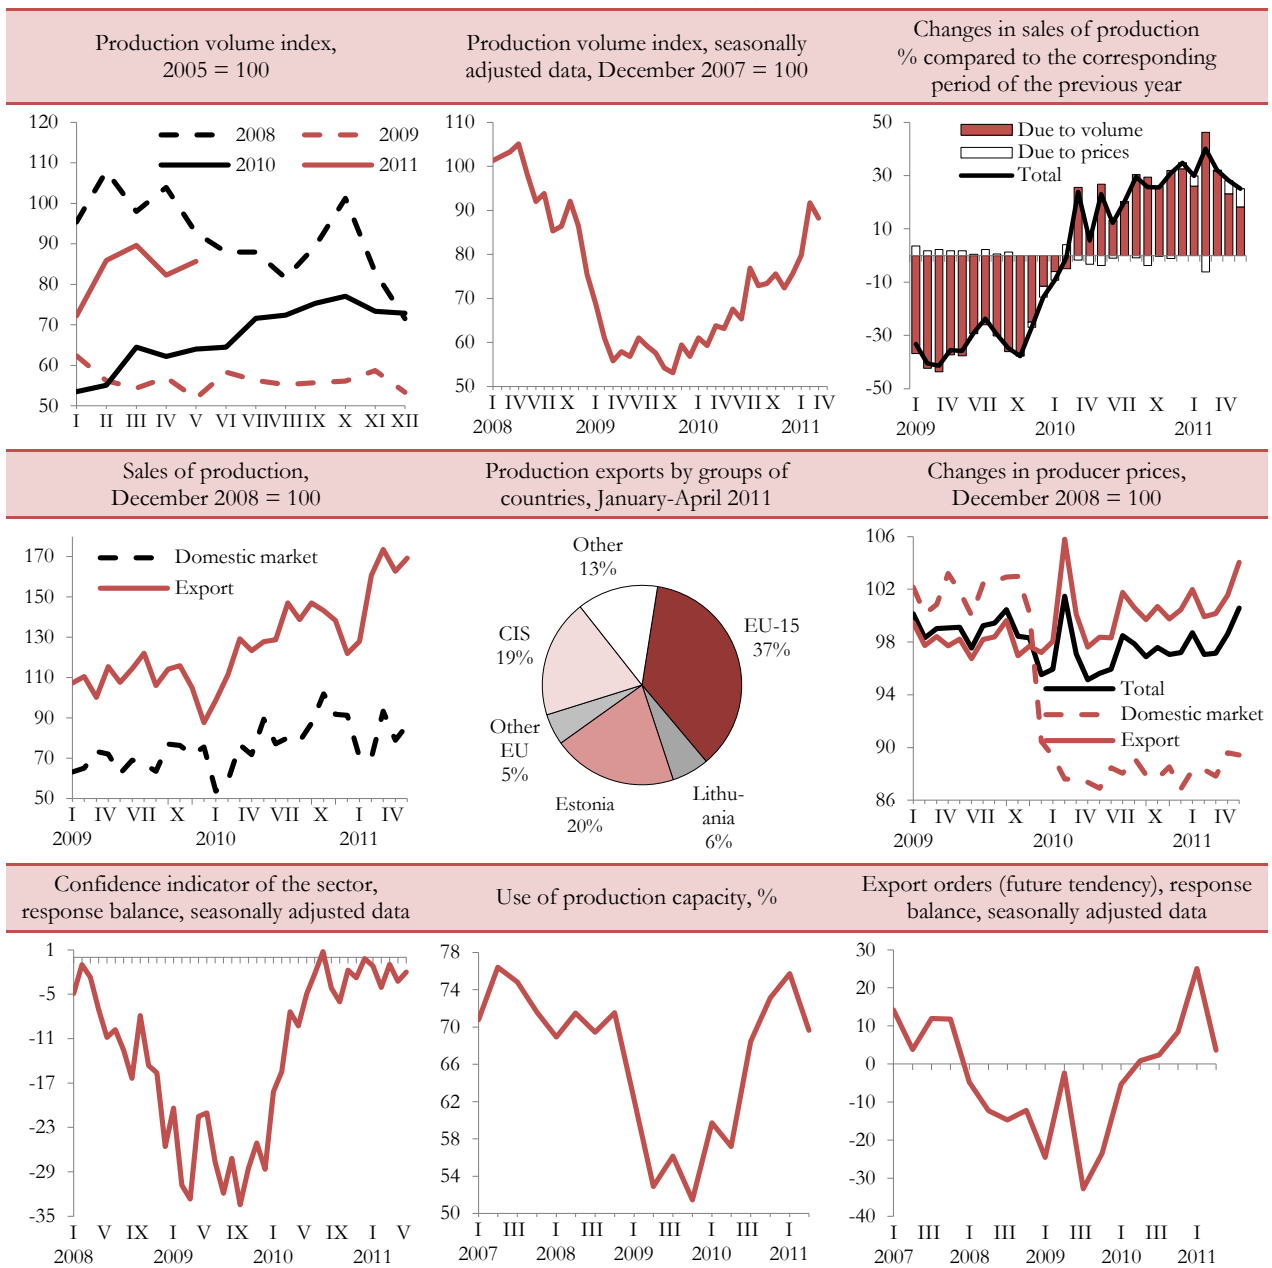 Production volume index,
2005 = 100
Production volume index, seasonally
adjusted data, December 2007 = 100
Changes in sales of production
% compared to the corresponding
period of the previous year
120
110
100
90
80
70
60
50
2008
2009
2010
2011
I II III IV V VI VII VIII IX X XI XII
110
100
90
80
70
60
50
I IV VII X I IV VII X I IV VII X I IV
2008 2009 2010 2011
50
30
10
-10
-30
-50
Due to volume
Due to prices
Total
I IV VII X I IV VII X I IV
2009 2010 2011
Sales of production,
December 2008 = 100
Production exports by groups of
countries, January-April 2011
Changes in producer prices,
December 2008 = 100
170
150
130
110
90
70
50
Domestic market
Export
I IV VII X I IV VII X I IV
2009 2010 2011
Other
13%
EU-15
37%
CIS
19%
Other
EU
5%
Estonia
20%
Lithu-
ania
6%
106
102
98
94
90
86
Total
Domestic market
Export
I IV VII X I IV VII X I IV
2009 2010 2011
Confidence indicator of the sector,
response balance, seasonally adjusted data
Use of production capacity, %
Export orders (future tendency), response
balance, seasonally adjusted data
1
-5
-11
-17
-23
-29
-35
I V IX I V IX I V IX I V
2008 2009 2010 2011
78
74
70
66
62
58
54
50
I III I III I III I III I
2007 2008 2009 2010 2011
30
20
10
0
-10
-20
-30
-40
I III I III I III I III I
2007 2008 2009 2010 2011